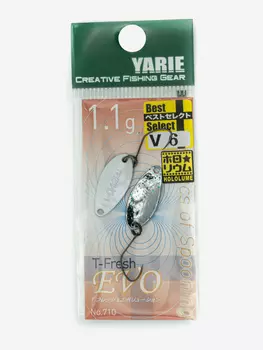 YARIE
CREATIVE FISHING GEAR
1.1g
Best
ベストセレクト
Select
V 6
ホロ・リウム
HOLOLUME
T-Fresh
EVO
No.710